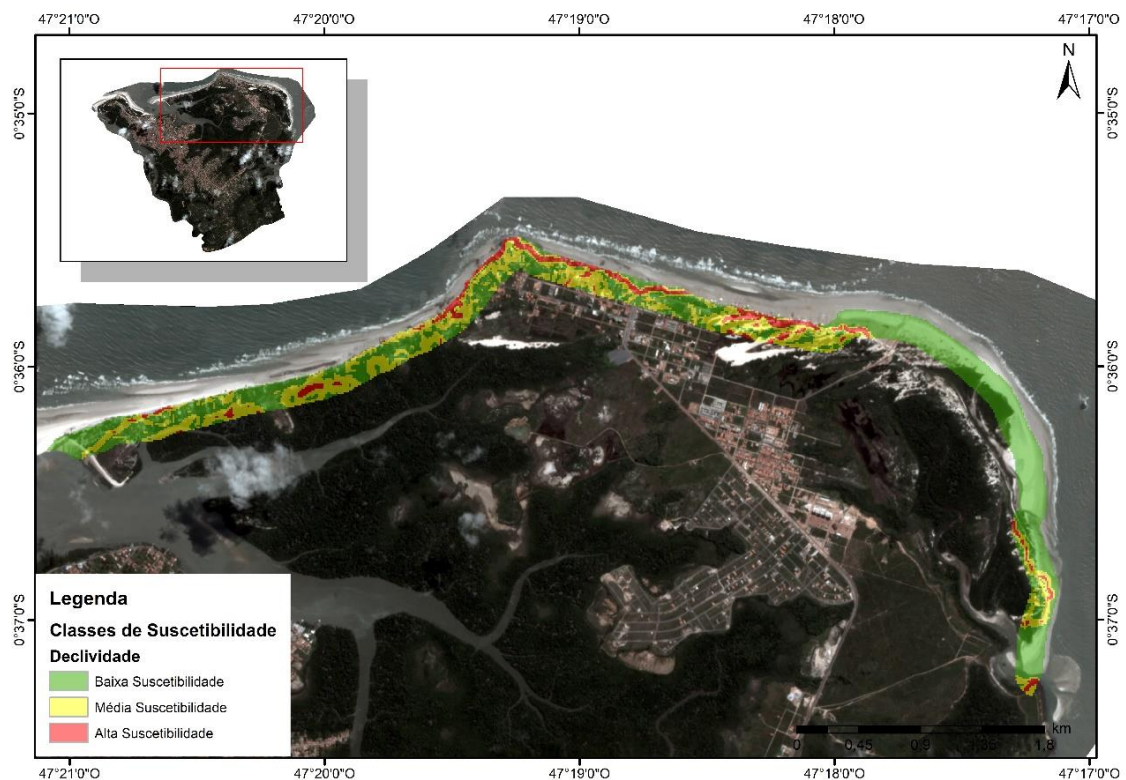 47°21'0"O 47°20'0"O 47°19'0"O 47°18'0"O 47°17'0"O
N
0°35'0"S 0°35'0"S
0°36'0"S 0°36'0"S
0°37'0"S 0°37'0"S
Legenda
Classes de Suscetibilidade
Declividade
Baixa Suscetibilidade
Média Suscetibilidade
Alta Suscetibilidade
km
0 0,45 0,9 1,35 1,8
47°21'0"O 47°20'0"O 47°19'0"O 47°18'0"O 47°17'0"O